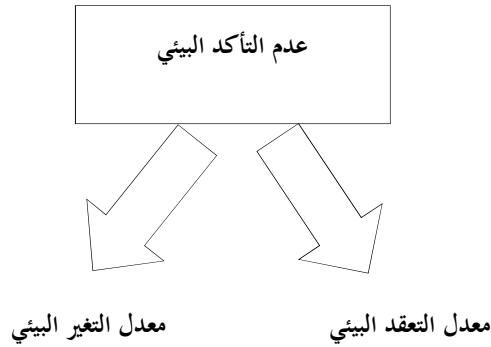 عدم التأكد البيئي
معدل التعقد البيئي
معدل التغير البيئي